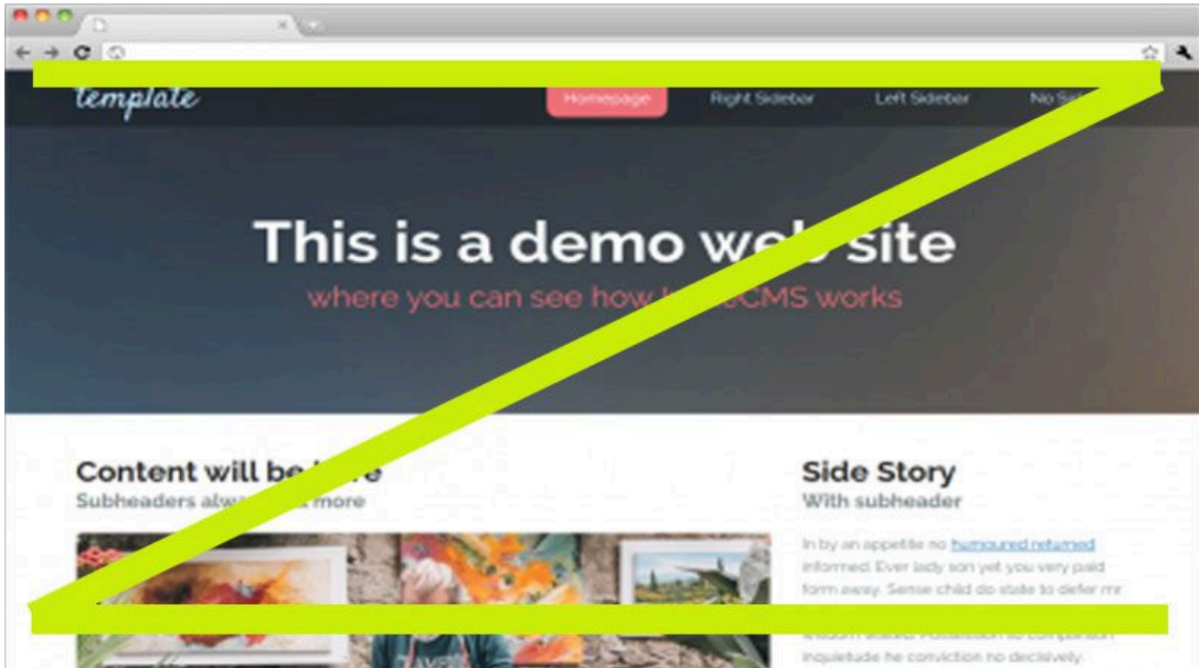 template
Homepage Right Sidebar Left Sidebar No
This is a demo web site
where you can see how works
Content will be here
Subheaders more
Side Story
With subheader
In by an appetite no humoured returned
informed. Ever lady son yet you very paid
form away. Sense child do state to defer mr
inquietude he conviction no decisively.